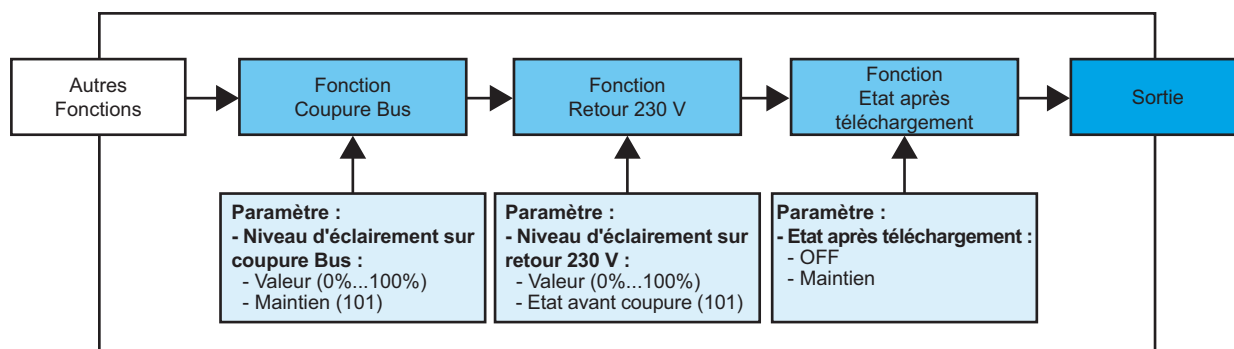 Autres
Fonctions
Fonction
Coupure Bus
Fonction
Retour 230 V
Fonction
Etat après
téléchargement
Sortie
Paramètre :
- Niveau d'éclairement sur
coupure Bus :
- Valeur (0%...100%)
- Maintien (101)
Paramètre :
- Niveau d'éclairement sur
retour 230 V :
- Valeur (0%...100%)
- Etat avant coupure (101)
Paramètre :
- Etat après téléchargement :
- OFF
- Maintien